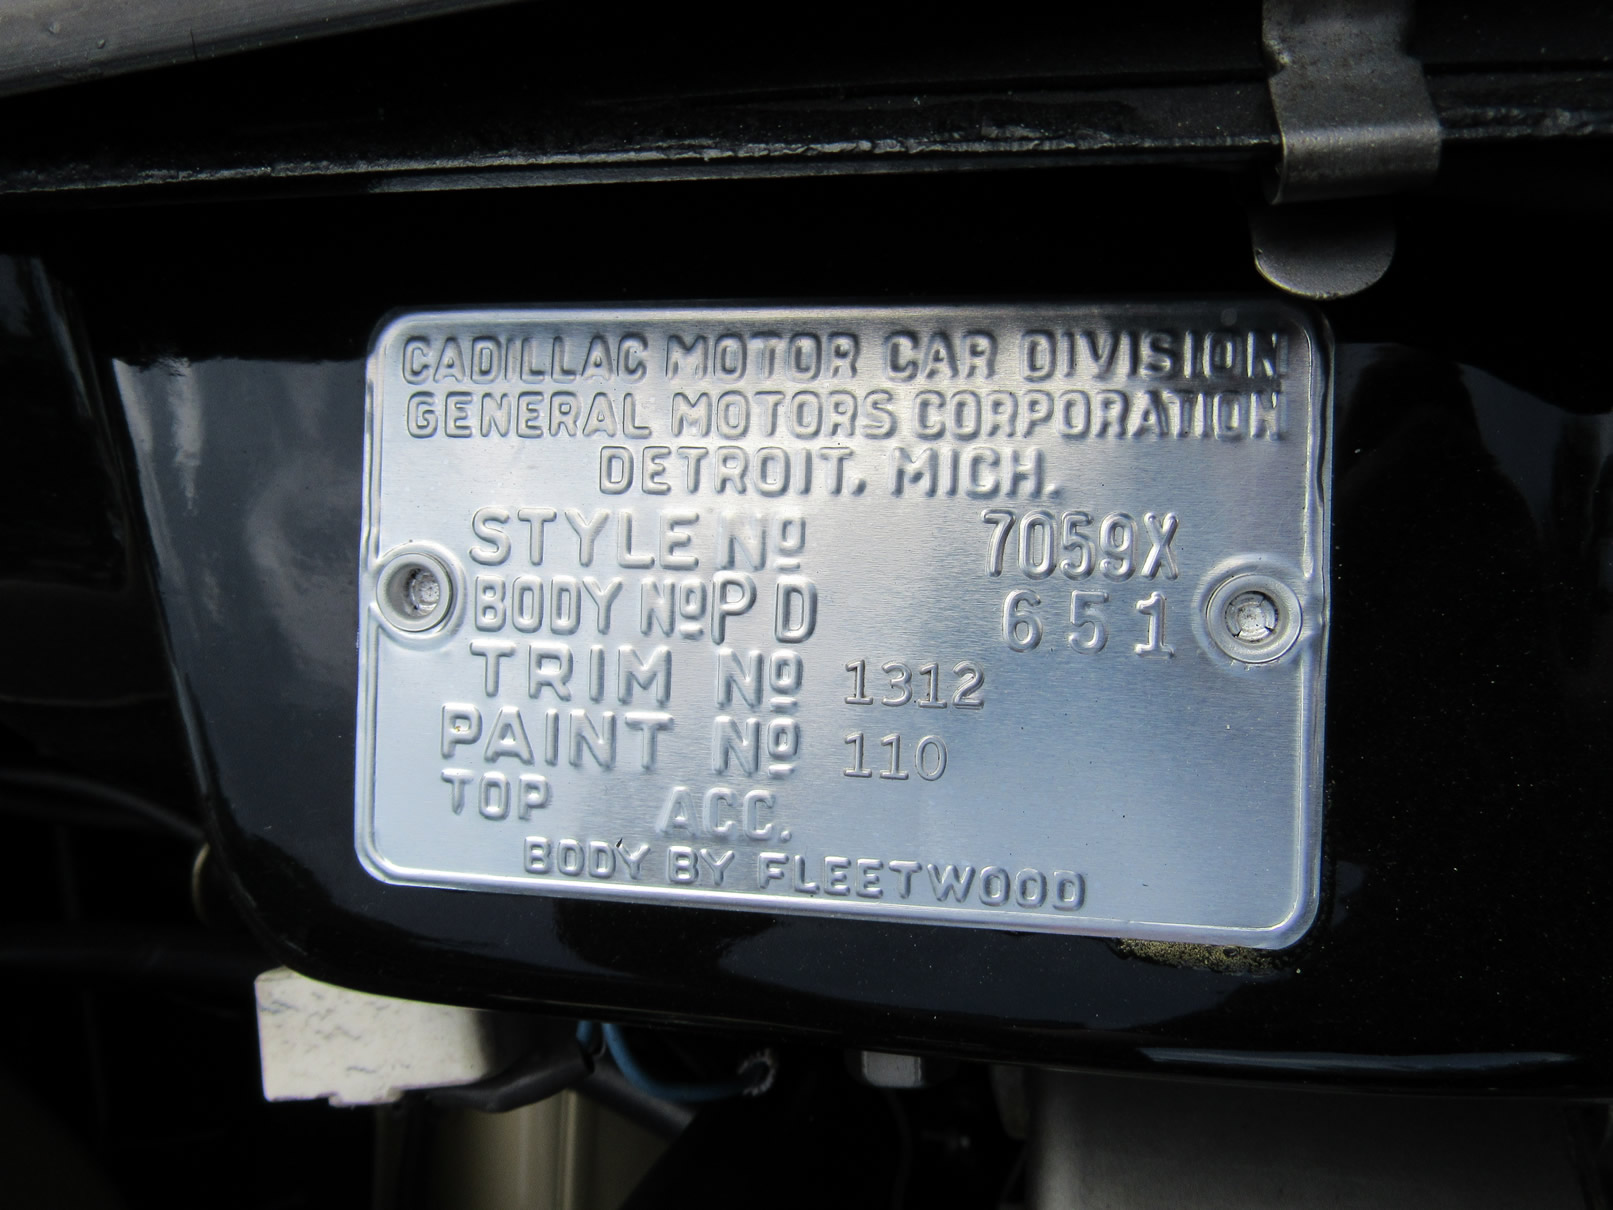 CADILLAC MOTOR CAR DIVISION
GENERAL MOTORS CORPORATION
DETROIT, MICH.
STYLE Nº 7059X
BODY Nº P D 651
TRIM Nº 1312
PAINT Nº 110
TOP ACC.
BODY BY FLEETWOOD